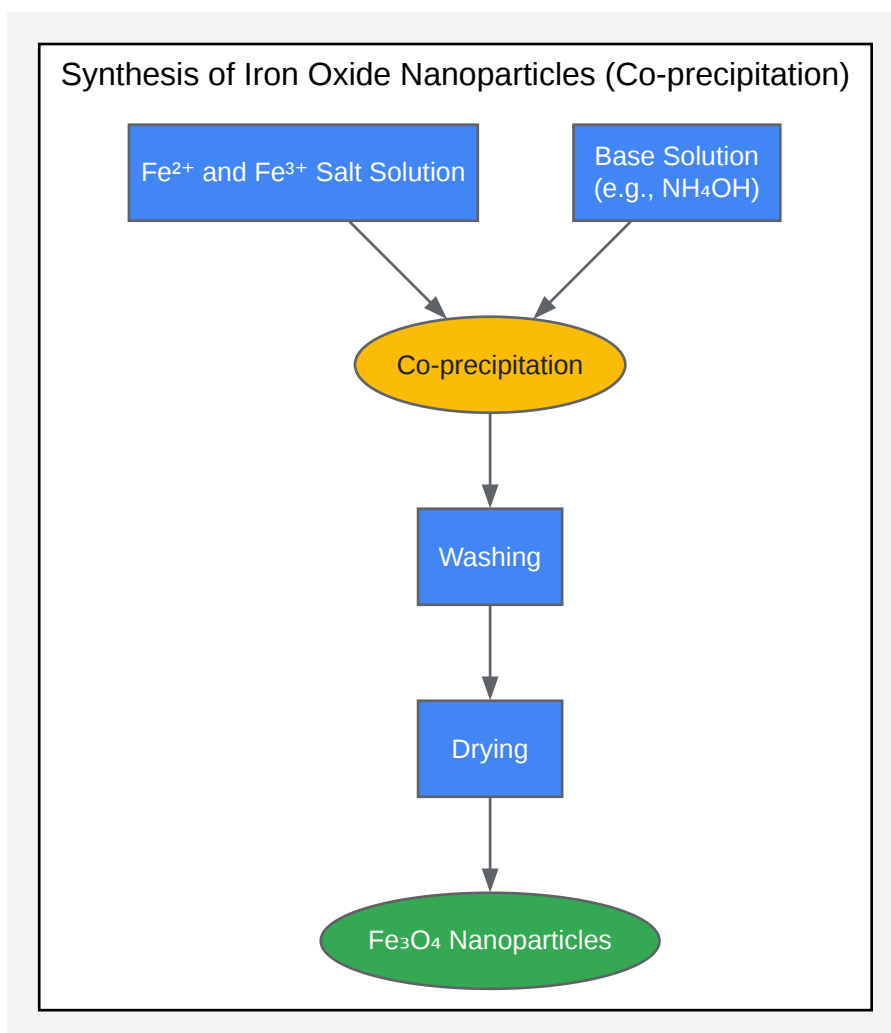 Synthesis of Iron Oxide Nanoparticles (Co-precipitation)
Fe²⁺ and Fe³⁺ Salt Solution
Base Solution
(e.g., NH₄OH)
Co-precipitation
Washing
Drying
Fe₃O₄ Nanoparticles